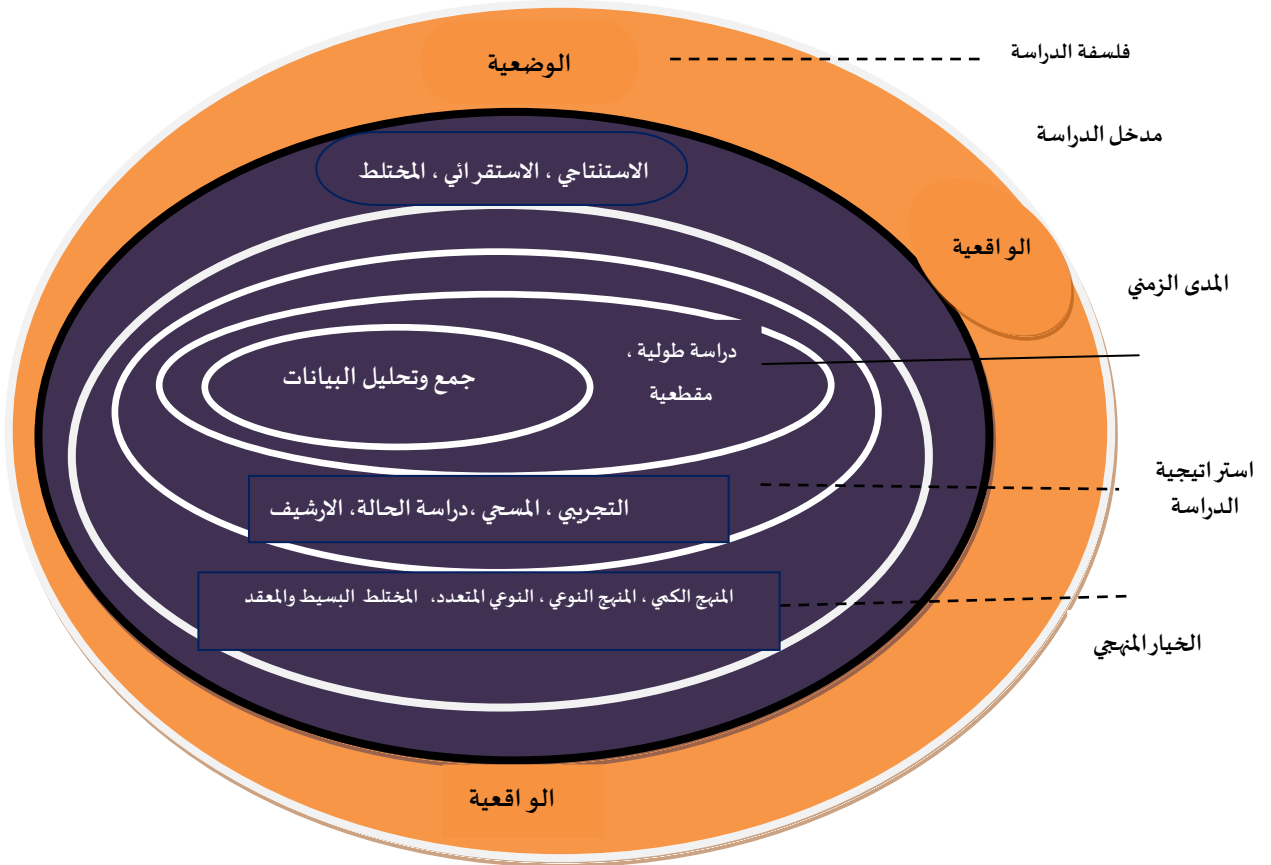 فلسفة الدراسة
الوضعية
مدخل الدراسة
الاستنتاجي ، الاستقرائي ، المختلط
الواقعية
المدى الزمني
دراسة طولية ،
مقطعية
جمع وتحليل البيانات
استراتيجية
الدراسة
التجريبي ، المسحي ،دراسة الحالة، الارشيف
المنهج الكمي ، المنهج النوعي ، النوعي المتعدد، المختلط البسيط والمعقد
الخيار المنهجي
الواقعية